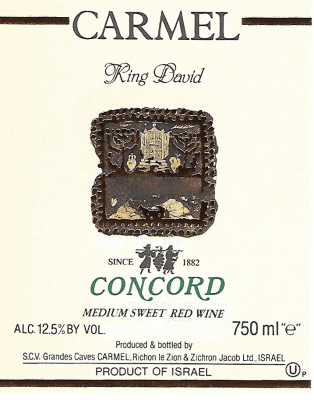 CARMEL
King David
SINCE 1882
CONCORD
MEDIUM SWEET RED WINE
ALC. 12.5% BY VOL. 750 ml "e"
Produced & bottled by
S.C.V. Grandes Caves CARMEL, Richon le Zion & Zichron Jacob Ltd., ISRAEL
PRODUCT OF ISRAEL U P